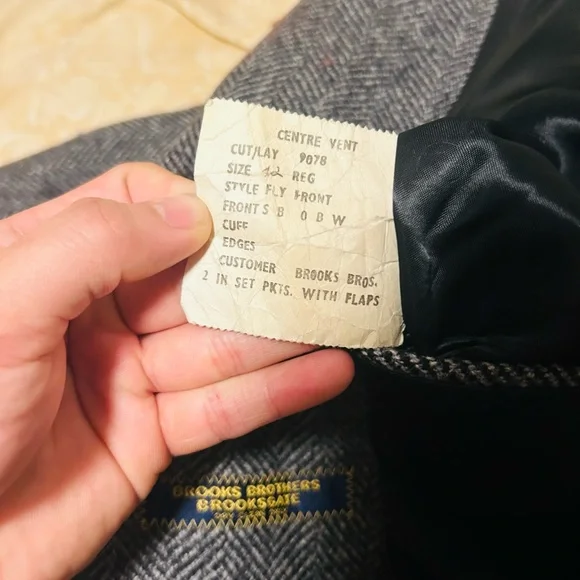 CENTRE VENT
CUT/LAY 9078
SIZE 42 REG
STYLE FLY FRONT
FRONTS B O B W
CUFF
EDGES
CUSTOMER BROOKS BROS.
2 IN SET PKTS. WITH FLAPS
BROOKS BROTHERS
BROOKSGATE